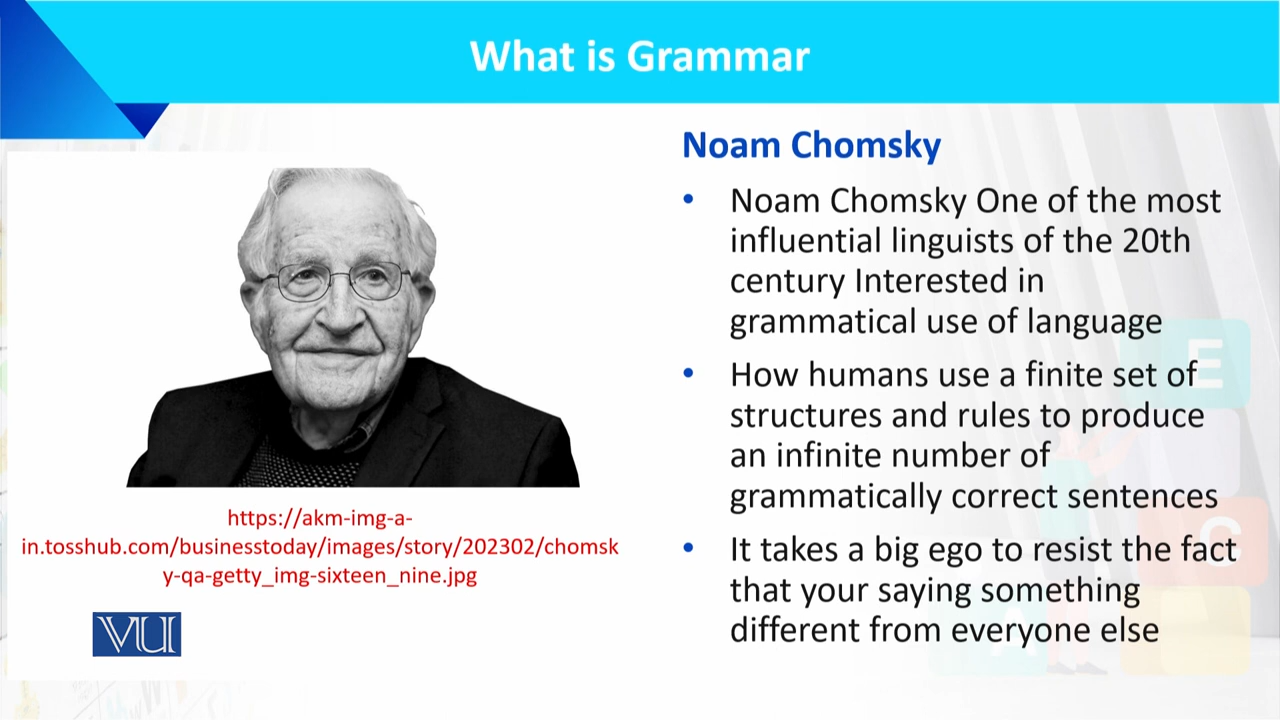 What is Grammar
Noam Chomsky
• Noam Chomsky One of the most
influential linguists of the 20th
century Interested in
grammatical use of language
• How humans use a finite set of
structures and rules to produce
an infinite number of
grammatically correct sentences
• It takes a big ego to resist the fact
that your saying something
different from everyone else
https://akm-img-a-
in.tosshub.com/businesstoday/images/story/202302/chomsk
y-qa-getty_img-sixteen_nine.jpg
VU
E
C
A